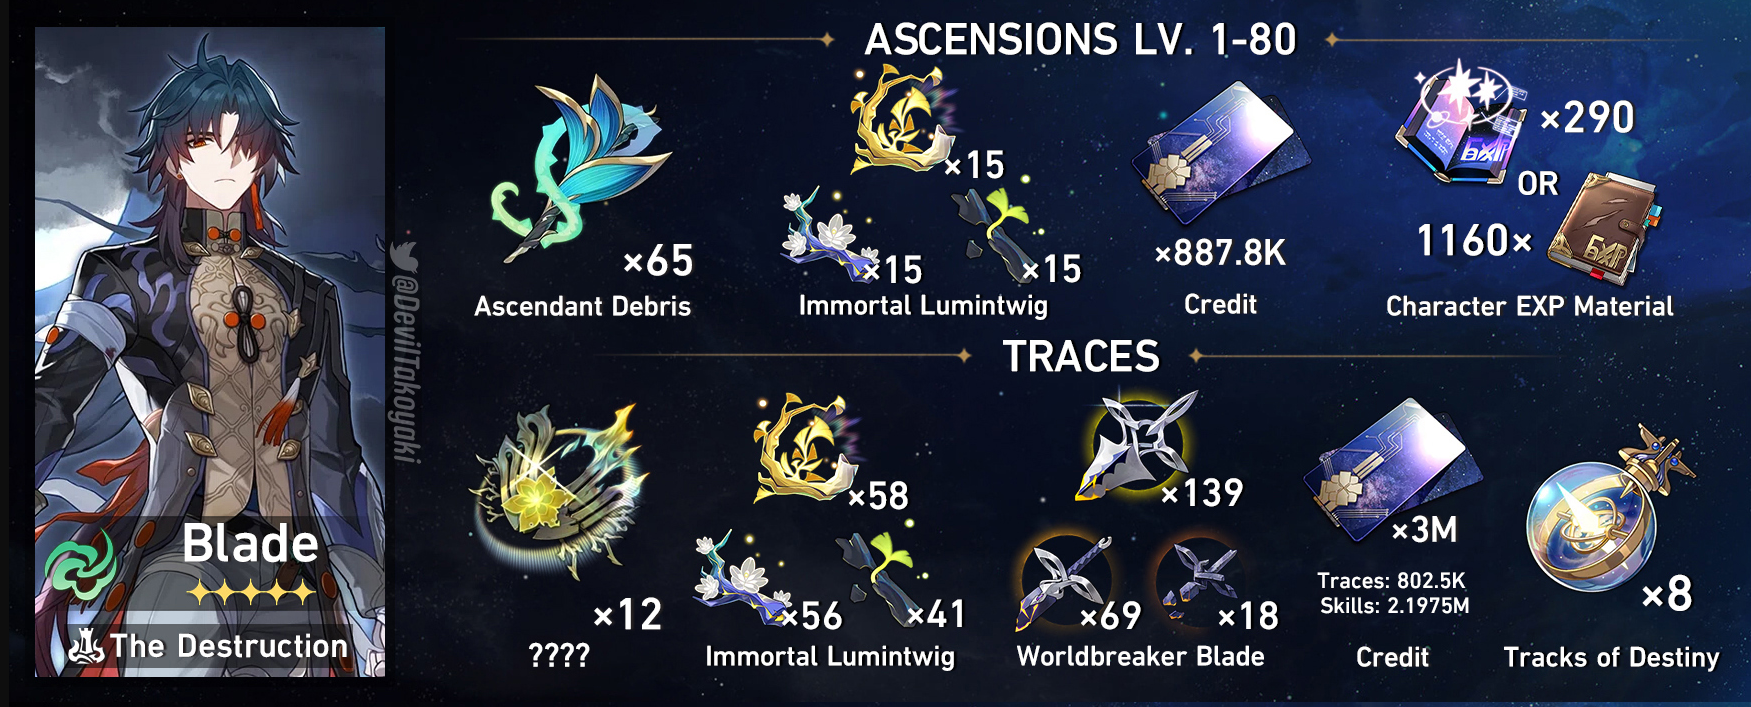 ASCENSIONS LV. 1-80
×65
Ascendant Debris
×15
×15
×15
Immortal Lumintwig
×887.8K
Credit
×290
OR
1160×
Character EXP Material
@DevilTakoyaki
TRACES
×12
????
×58
×56
×41
Immortal Lumintwig
×139
×69
×18
Worldbreaker Blade
×3M
Traces: 802.5K
Skills: 2.1975M
Credit
×8
Tracks of Destiny
Blade
The Destruction